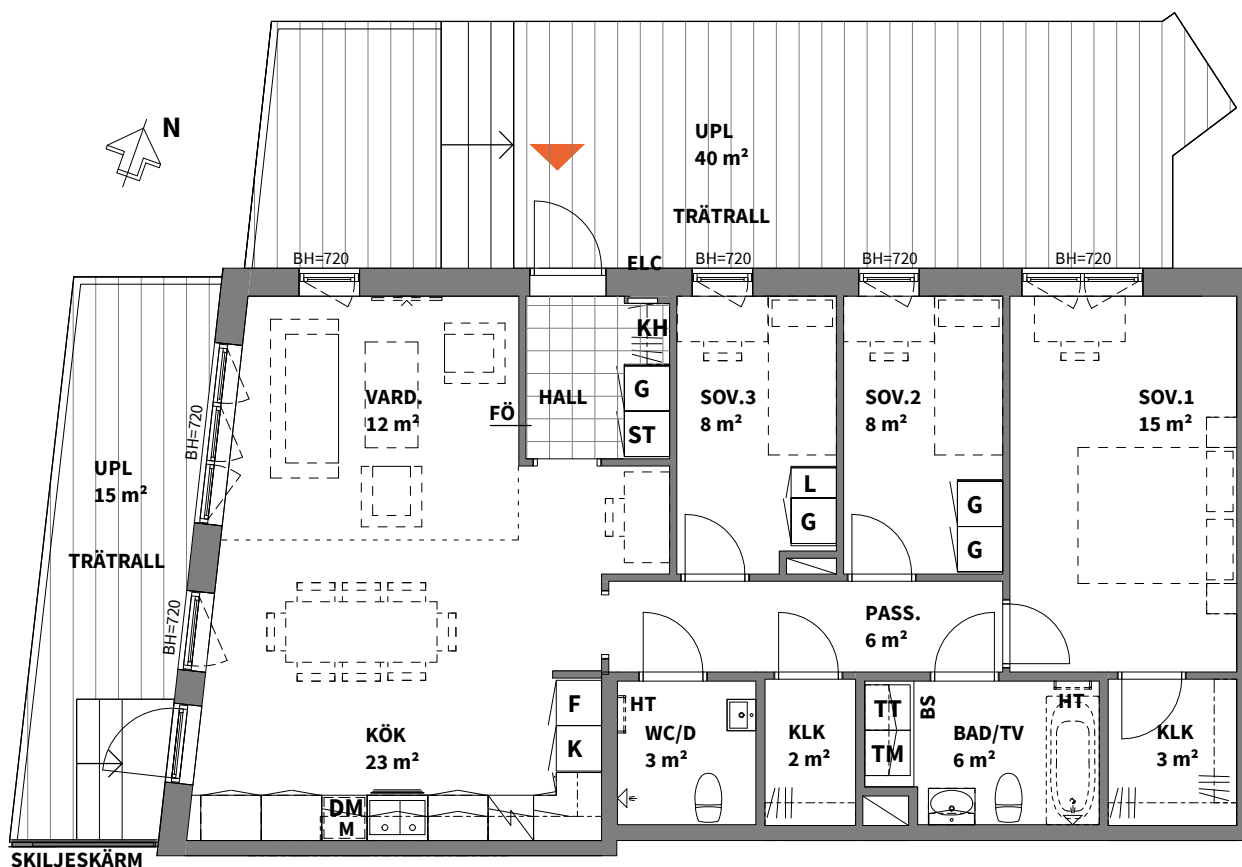 N
UPL
40 m²
TRÄTRALL
BH=720
ELC
BH=720
BH=720
BH=720
KH
G
ST
HALL
FÖ
VARD.
12 m²
SOV.3
8 m²
SOV.2
8 m²
SOV.1
15 m²
BH=720
UPL
15 m²
TRÄTRALL
L
G
G
G
BH=720
PASS.
6 m²
F
K
KÖK
23 m²
DM
M
HT
WC/D
3 m²
KLK
2 m²
TT
TM
BS
BAD/TV
6 m²
HT
KLK
3 m²
SKILJESKÄRM